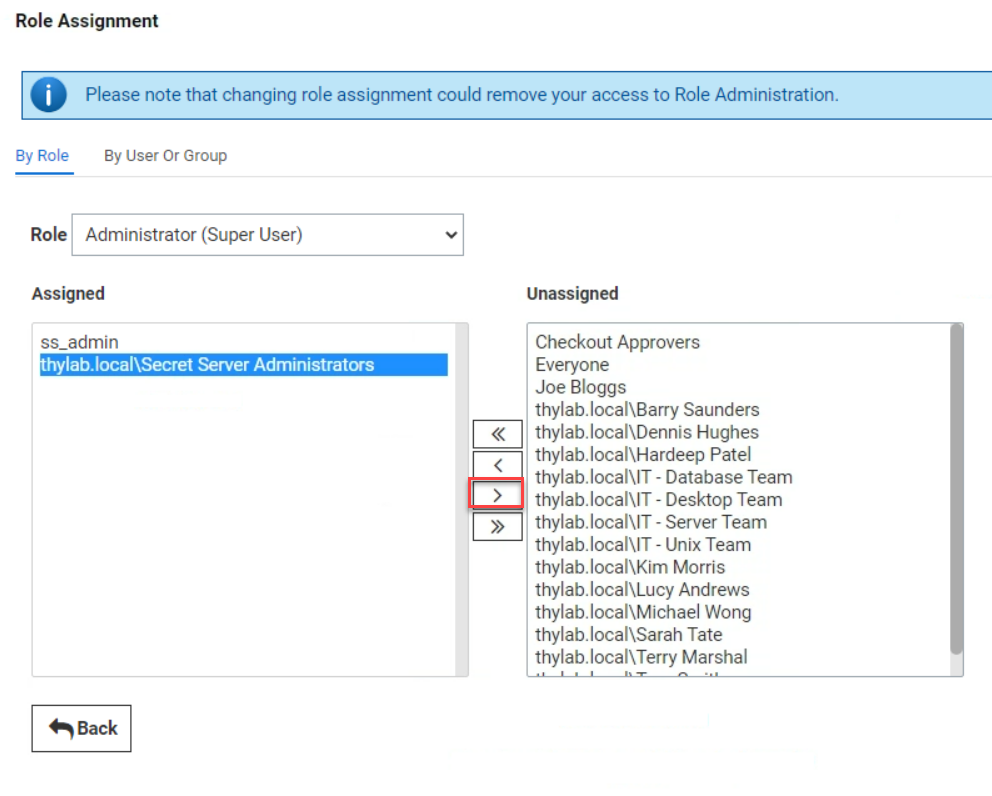 Role Assignment
Please note that changing role assignment could remove your access to Role Administration.
By Role By User Or Group
Role Administrator (Super User)
Assigned
ss_admin
thylab.local\Secret Server Administrators
Unassigned
Checkout Approvers
Everyone
Joe Bloggs
thylab.local\Barry Saunders
thylab.local\Dennis Hughes
thylab.local\Hardeep Patel
thylab.local\IT - Database Team
thylab.local\IT - Desktop Team
thylab.local\IT - Server Team
thylab.local\IT - Unix Team
thylab.local\Kim Morris
thylab.local\Lucy Andrews
thylab.local\Michael Wong
thylab.local\Sarah Tate
thylab.local\Terry Marshal
Back